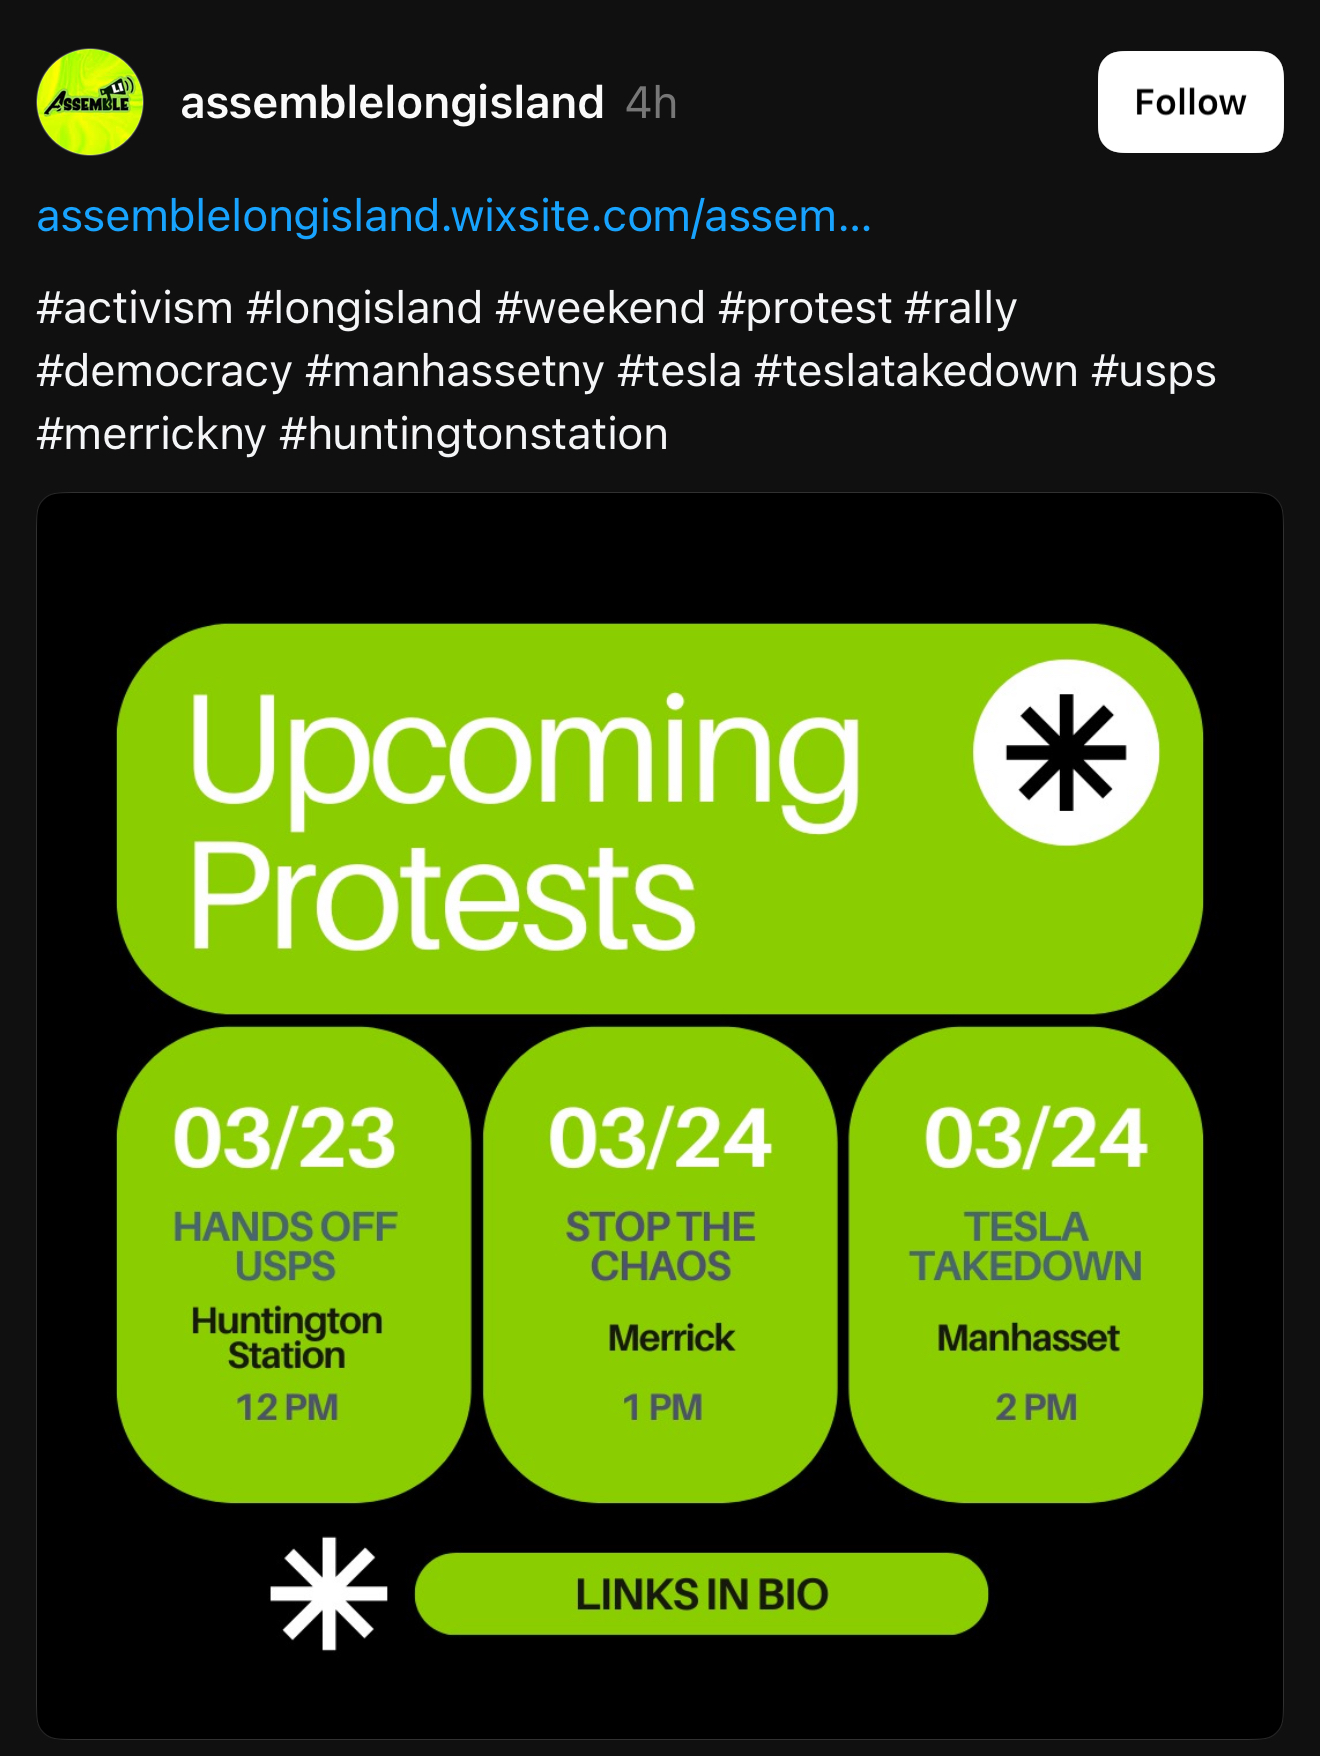 ASSEMBLE LI
assemblelongisland 4h
Follow
assemblelongisland.wixsite.com/assem...
#activism #longisland #weekend #protest #rally
#democracy #manhassetny #tesla #teslatakedown #usps
#merrickny #huntingtonstation
Upcoming
Protests
03/23
HANDS OFF
USPS
Huntington
Station
12 PM
03/24
STOP THE
CHAOS
Merrick
1 PM
03/24
TESLA
TAKEDOWN
Manhasset
2 PM
LINKS IN BIO